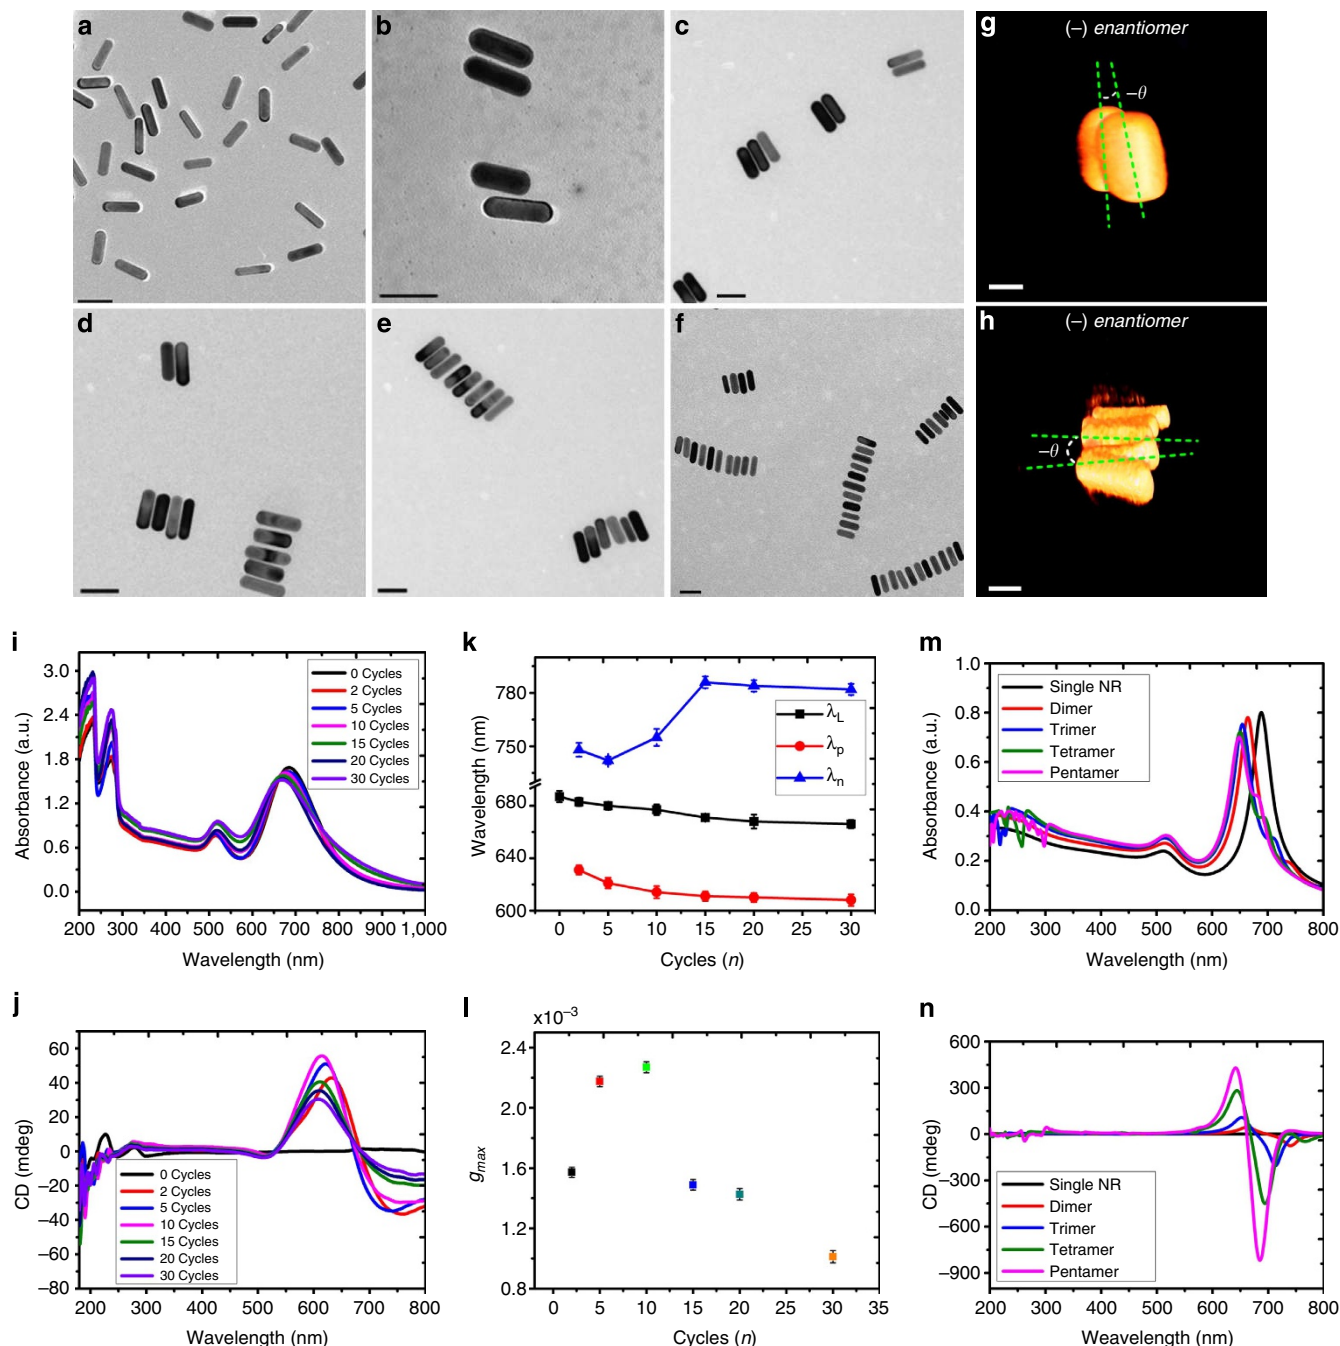 a
b
c
g
(–) enantiomer
–θ
d
e
f
h
(–) enantiomer
–θ
i
Absorbance (a.u.)
3.0
2.4
1.8
1.2
0.6
0.0
0 Cycles
2 Cycles
5 Cycles
10 Cycles
15 Cycles
20 Cycles
30 Cycles
200 300 400 500 600 700 800 900 1,000
Wavelength (nm)
k
Wavelength (nm)
780
750
680
640
600
λL
λp
λn
0 5 10 15 20 25 30
Cycles (n)
m
Absorbance (a.u.)
1.0
0.8
0.6
0.4
0.2
0.0
Single NR
Dimer
Trimer
Tetramer
Pentamer
200 300 400 500 600 700 800
Wavelength (nm)
j
CD (mdeg)
60
40
20
0
–20
–40
–60
–80
0 Cycles
2 Cycles
5 Cycles
10 Cycles
15 Cycles
20 Cycles
30 Cycles
200 300 400 500 600 700 800
Wavelength (nm)
l
x10–3
gmax
2.4
2.0
1.6
1.2
0.8
0 5 10 15 20 25 30 35
Cycles (n)
n
CD (mdeg)
600
300
0
–300
–600
–900
Single NR
Dimer
Trimer
Tetramer
Pentamer
200 300 400 500 600 700 800
Weavelength (nm)